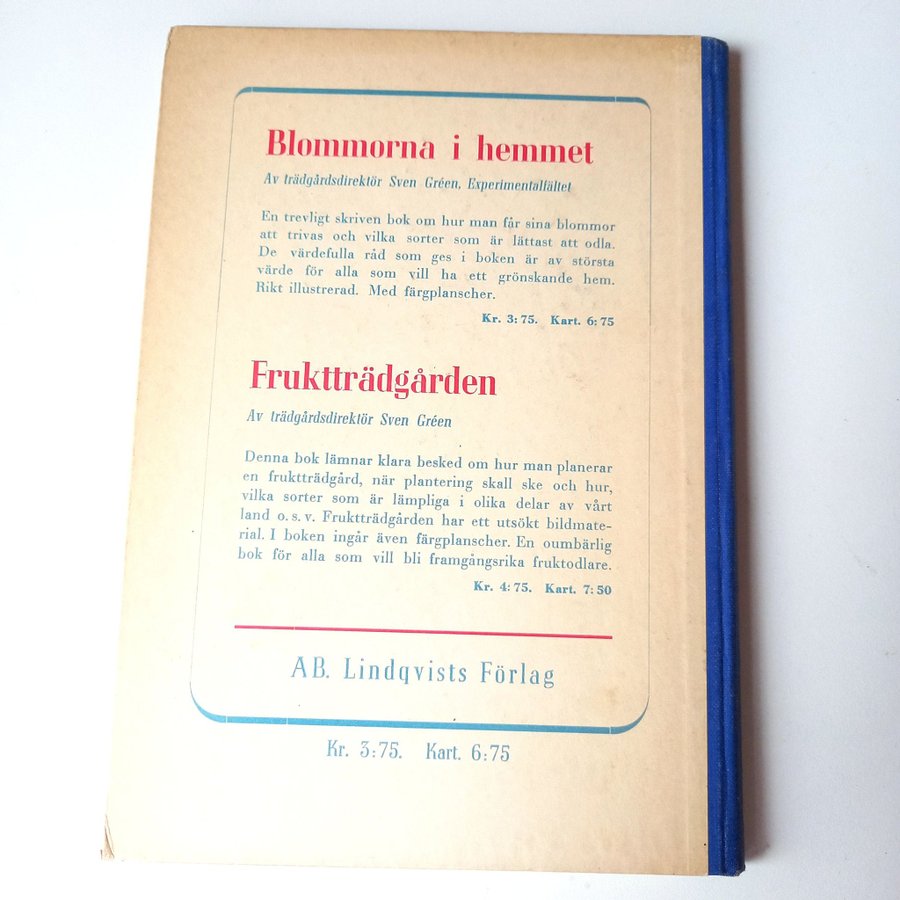 Blommorna i hemmet
Av trädgårdsdirektör Sven Gréen, Experimentalfältet
En trevligt skriven bok om hur man får sina blommor
att trivas och vilka sorter som är lättast att odla.
De värdefulla råd som ges i boken är av största
värde för alla som vill ha ett grönskande hem.
Rikt illustrerad. Med färgplanscher.
Kr. 3:75. Kart. 6:75
Fruktträdgården
Av trädgårdsdirektör Sven Gréen
Denna bok lämnar klara besked om hur man planerar
en fruktträdgård, när plantering skall ske och hur,
vilka sorter som är lämpliga i olika delar av vårt
land o. s. v. Fruktträdgården har ett utsökt bildmate-
rial. I boken ingår även färgplanscher. En oumbärlig
bok för alla som vill bli framgångsrika fruktodlare.
Kr. 4:75. Kart. 7:50
AB. Lindqvists Förlag
Kr. 3:75. Kart. 6:75